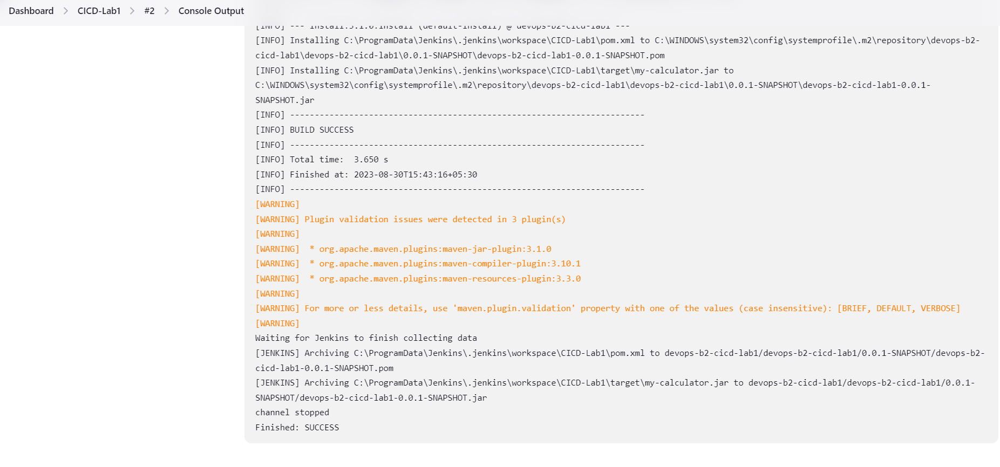 Dashboard > CICD-Lab1 > #2 > Console Output
[INFO] --- install:3.1.0:install (default-install) @ devops-b2-cicd-lab1 ---
[INFO] Installing C:\ProgramData\Jenkins\.jenkins\workspace\CICD-Lab1\pom.xml to C:\WINDOWS\system32\config\systemprofile\.m2\repository\devops-b2-
cicd-lab1\devops-b2-cicd-lab1\0.0.1-SNAPSHOT\devops-b2-cicd-lab1-0.0.1-SNAPSHOT.pom
[INFO] Installing C:\ProgramData\Jenkins\.jenkins\workspace\CICD-Lab1\target\my-calculator.jar to
C:\WINDOWS\system32\config\systemprofile\.m2\repository\devops-b2-cicd-lab1\devops-b2-cicd-lab1\0.0.1-SNAPSHOT\devops-b2-cicd-lab1-0.0.1-
SNAPSHOT.jar
[INFO] ------------------------------------------------------------------------
[INFO] BUILD SUCCESS
[INFO] ------------------------------------------------------------------------
[INFO] Total time:  3.650 s
[INFO] Finished at: 2023-08-30T15:43:16+05:30
[INFO] ------------------------------------------------------------------------
[WARNING]
[WARNING] Plugin validation issues were detected in 3 plugin(s)
[WARNING]
[WARNING]  * org.apache.maven.plugins:maven-jar-plugin:3.1.0
[WARNING]  * org.apache.maven.plugins:maven-compiler-plugin:3.10.1
[WARNING]  * org.apache.maven.plugins:maven-resources-plugin:3.3.0
[WARNING]
[WARNING] For more or less details, use 'maven.plugin.validation' property with one of the values (case insensitive): [BRIEF, DEFAULT, VERBOSE]
[WARNING]
Waiting for Jenkins to finish collecting data
[JENKINS] Archiving C:\ProgramData\Jenkins\.jenkins\workspace\CICD-Lab1\pom.xml to devops-b2-cicd-lab1/devops-b2-cicd-lab1/0.0.1-SNAPSHOT/devops-b2-
cicd-lab1-0.0.1-SNAPSHOT.pom
[JENKINS] Archiving C:\ProgramData\Jenkins\.jenkins\workspace\CICD-Lab1\target\my-calculator.jar to devops-b2-cicd-lab1/devops-b2-cicd-lab1/0.0.1-
SNAPSHOT/devops-b2-cicd-lab1-0.0.1-SNAPSHOT.jar
channel stopped
Finished: SUCCESS